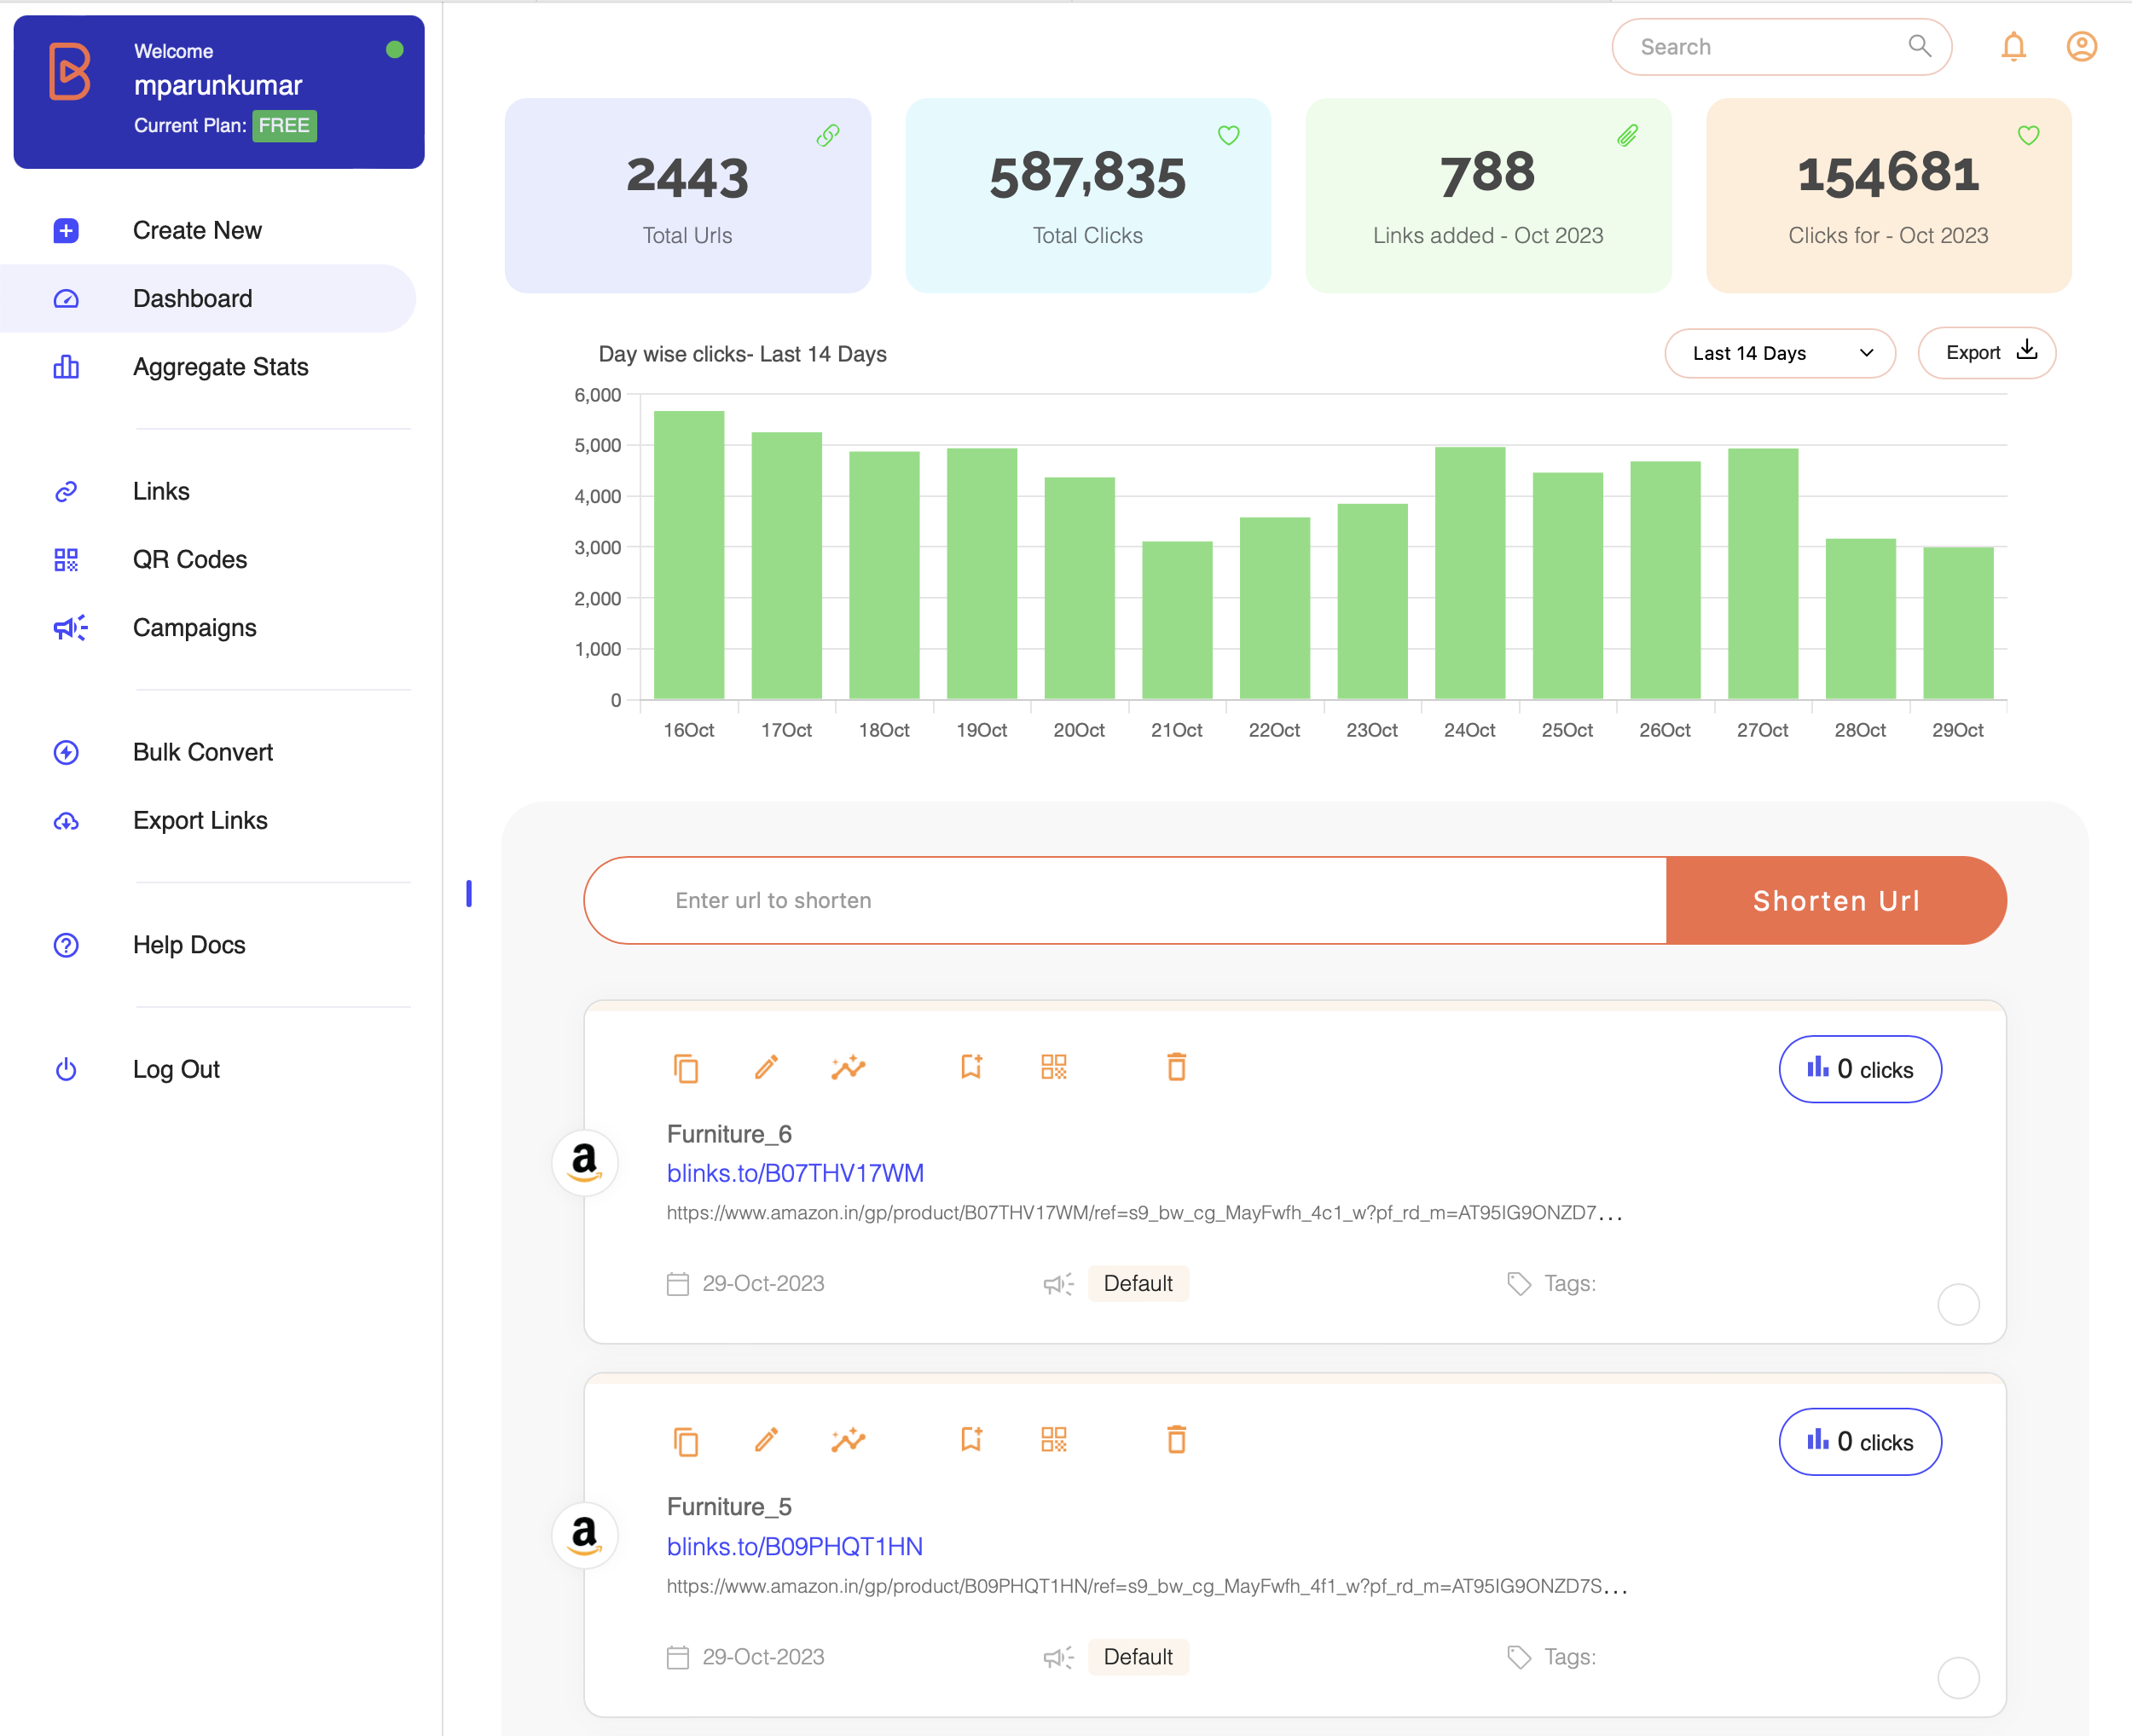 Welcome
mparunkumar
Current Plan: FREE
Create New
Dashboard
Aggregate Stats
Links
QR Codes
Campaigns
Bulk Convert
Export Links
Help Docs
Log Out
Search
2443
Total Urls
587,835
Total Clicks
788
Links added - Oct 2023
154681
Clicks for - Oct 2023
Day wise clicks- Last 14 Days
Last 14 Days
Export
6,000
5,000
4,000
3,000
2,000
1,000
0
16Oct 17Oct 18Oct 19Oct 20Oct 21Oct 22Oct 23Oct 24Oct 25Oct 26Oct 27Oct 28Oct 29Oct
Enter url to shorten
Shorten Url
0 clicks
Furniture_6
blinks.to/B07THV17WM
https://www.amazon.in/gp/product/B07THV17WM/ref=s9_bw_cg_MayFwfh_4c1_w?pf_rd_m=AT95IG9ONZD7...
29-Oct-2023 Default Tags:
0 clicks
Furniture_5
blinks.to/B09PHQT1HN
https://www.amazon.in/gp/product/B09PHQT1HN/ref=s9_bw_cg_MayFwfh_4f1_w?pf_rd_m=AT95IG9ONZD7S...
29-Oct-2023 Default Tags: